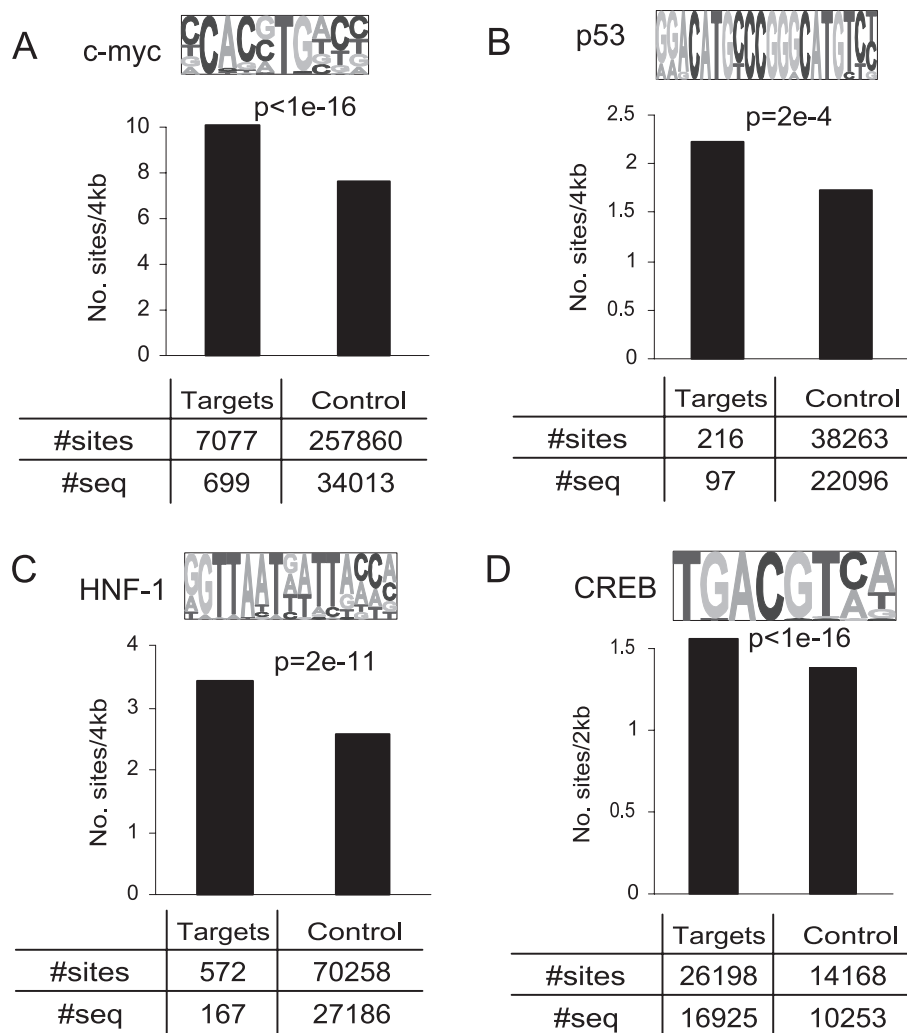 A
c-myc
p<1e-16
No. sites/4kb
10
8
6
4
2
0
Targets Control
#sites 7077 257860
#seq 699 34013
B
p53
p=2e-4
No. sites/4kb
2.5
2
1.5
1
0.5
0
Targets Control
#sites 216 38263
#seq 97 22096
C
HNF-1
p=2e-11
No. sites/4kb
4
3
2
1
0
Targets Control
#sites 572 70258
#seq 167 27186
D
CREB
TGACGTCA
p<1e-16
No. sites/2kb
1.5
1
0.5
0
Targets Control
#sites 26198 14168
#seq 16925 10253